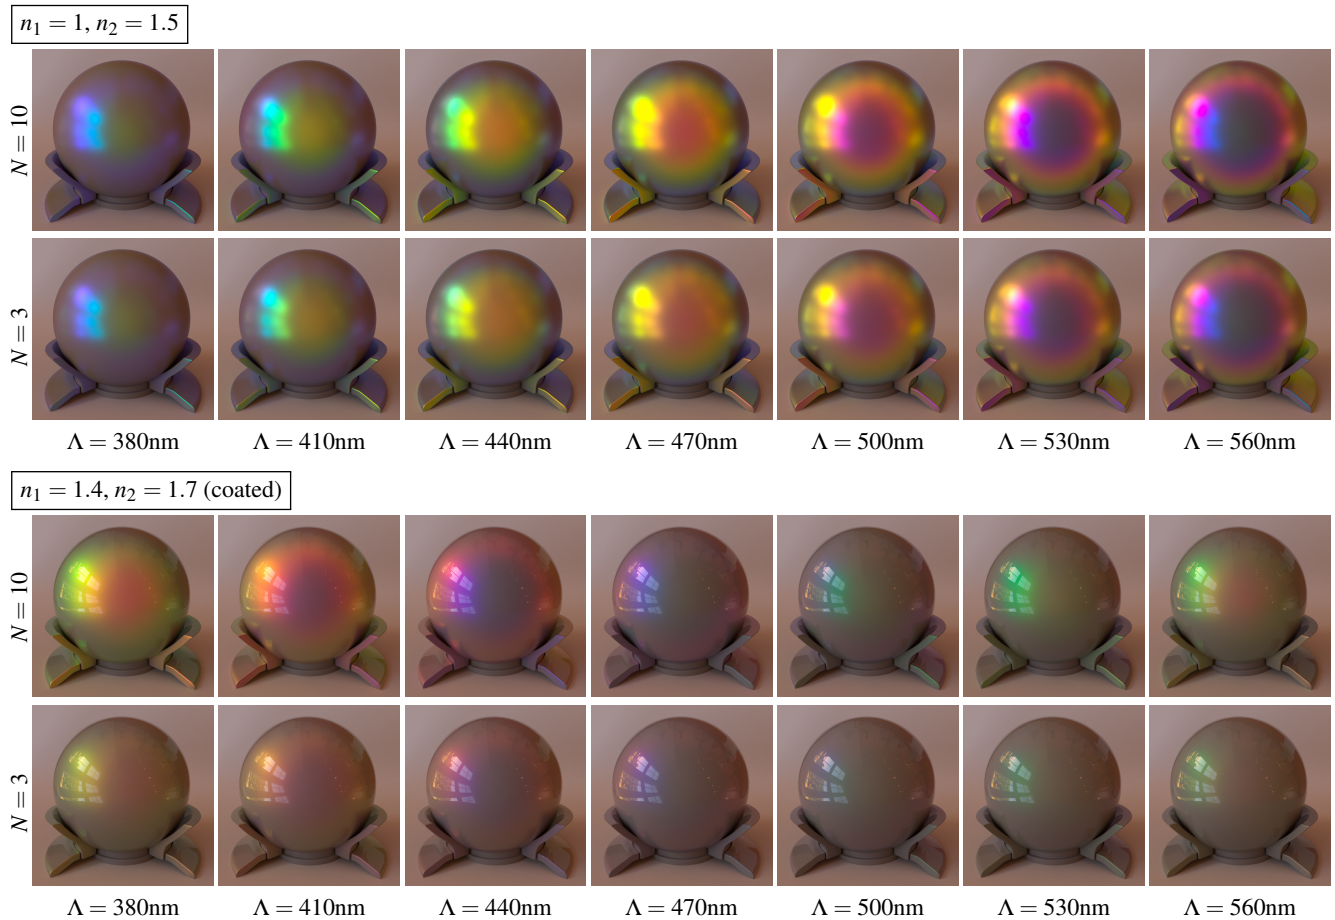 n₁ = 1, n₂ = 1.5
N = 10
N = 3
Λ = 380nm Λ = 410nm Λ = 440nm Λ = 470nm Λ = 500nm Λ = 530nm Λ = 560nm
n₁ = 1.4, n₂ = 1.7 (coated)
N = 10
N = 3
Λ = 380nm Λ = 410nm Λ = 440nm Λ = 470nm Λ = 500nm Λ = 530nm Λ = 560nm